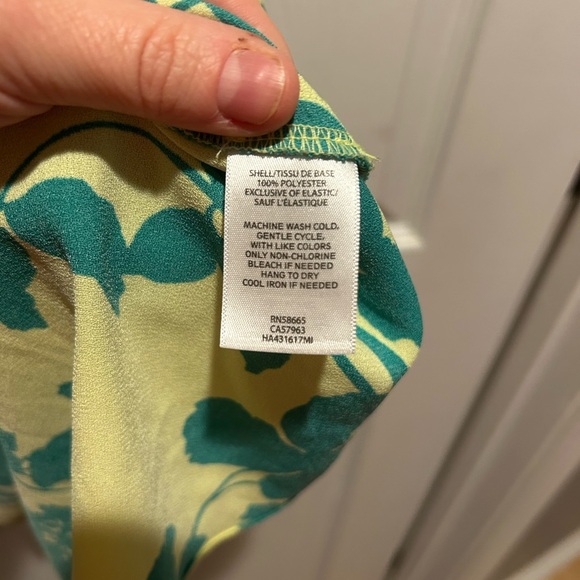 SHELL/TISSU DE BASE
100% POLYESTER
EXCLUSIVE OF ELASTIC/
SAUF L'ÉLASTIQUE
MACHINE WASH COLD,
GENTLE CYCLE,
WITH LIKE COLORS
ONLY NON-CHLORINE
BLEACH IF NEEDED
HANG TO DRY
COOL IRON IF NEEDED
RN58665
CA57963
HA431617MJ